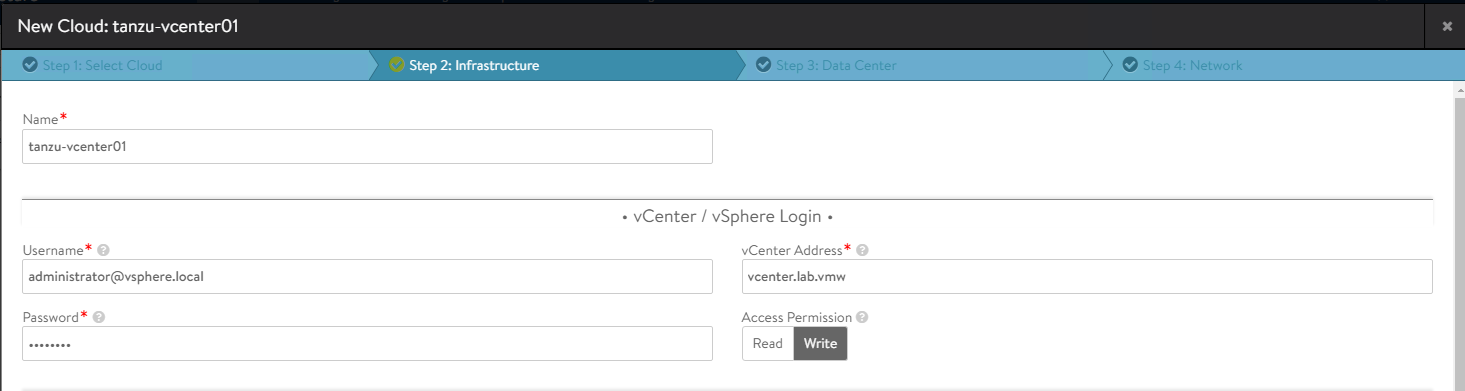 New Cloud: tanzu-vcenter01
Step 1: Select Cloud Step 2: Infrastructure Step 3: Data Center Step 4: Network
Name*
tanzu-vcenter01
• vCenter / vSphere Login •
Username* ? vCenter Address* ?
administrator@vsphere.local vcenter.lab.vmw
Password* ? Access Permission ?
•••••••• Read Write